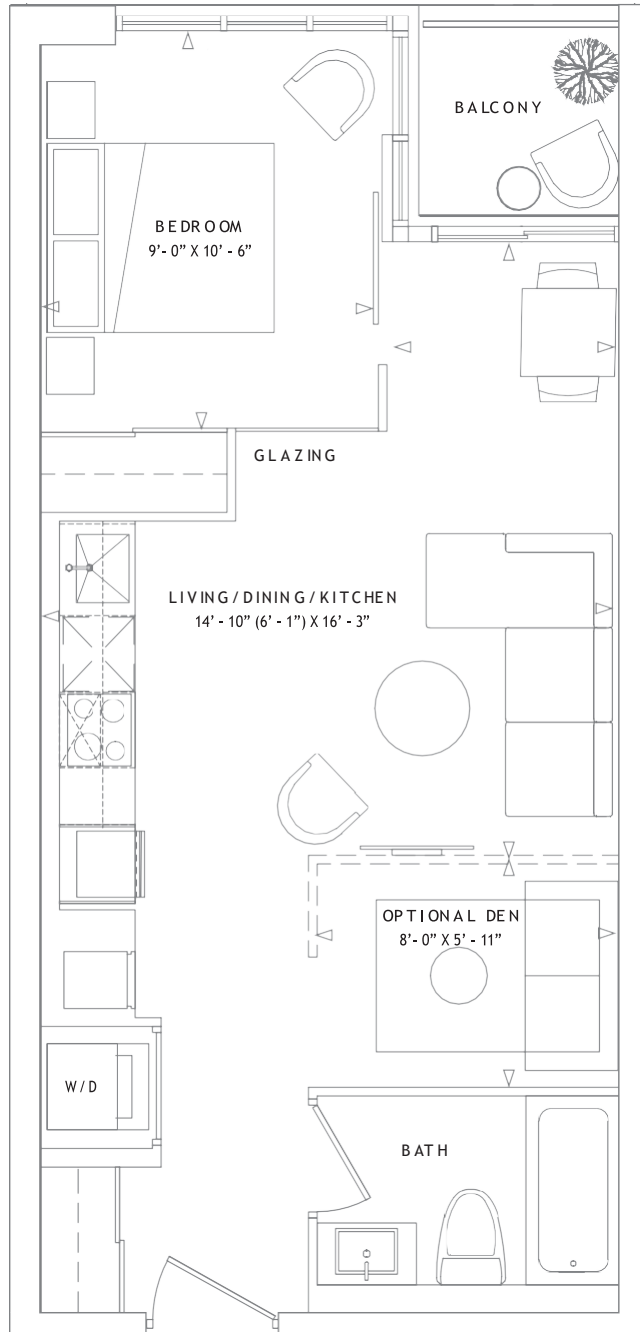 BALCONY
BEDROOM
9'- 0" X 10' - 6"
GLAZING
LIVING/DINING/KITCHEN
14' - 10" (6' - 1") X 16' - 3"
OPTIONAL DEN
8'- 0" X 5' - 11"
W/D
BATH